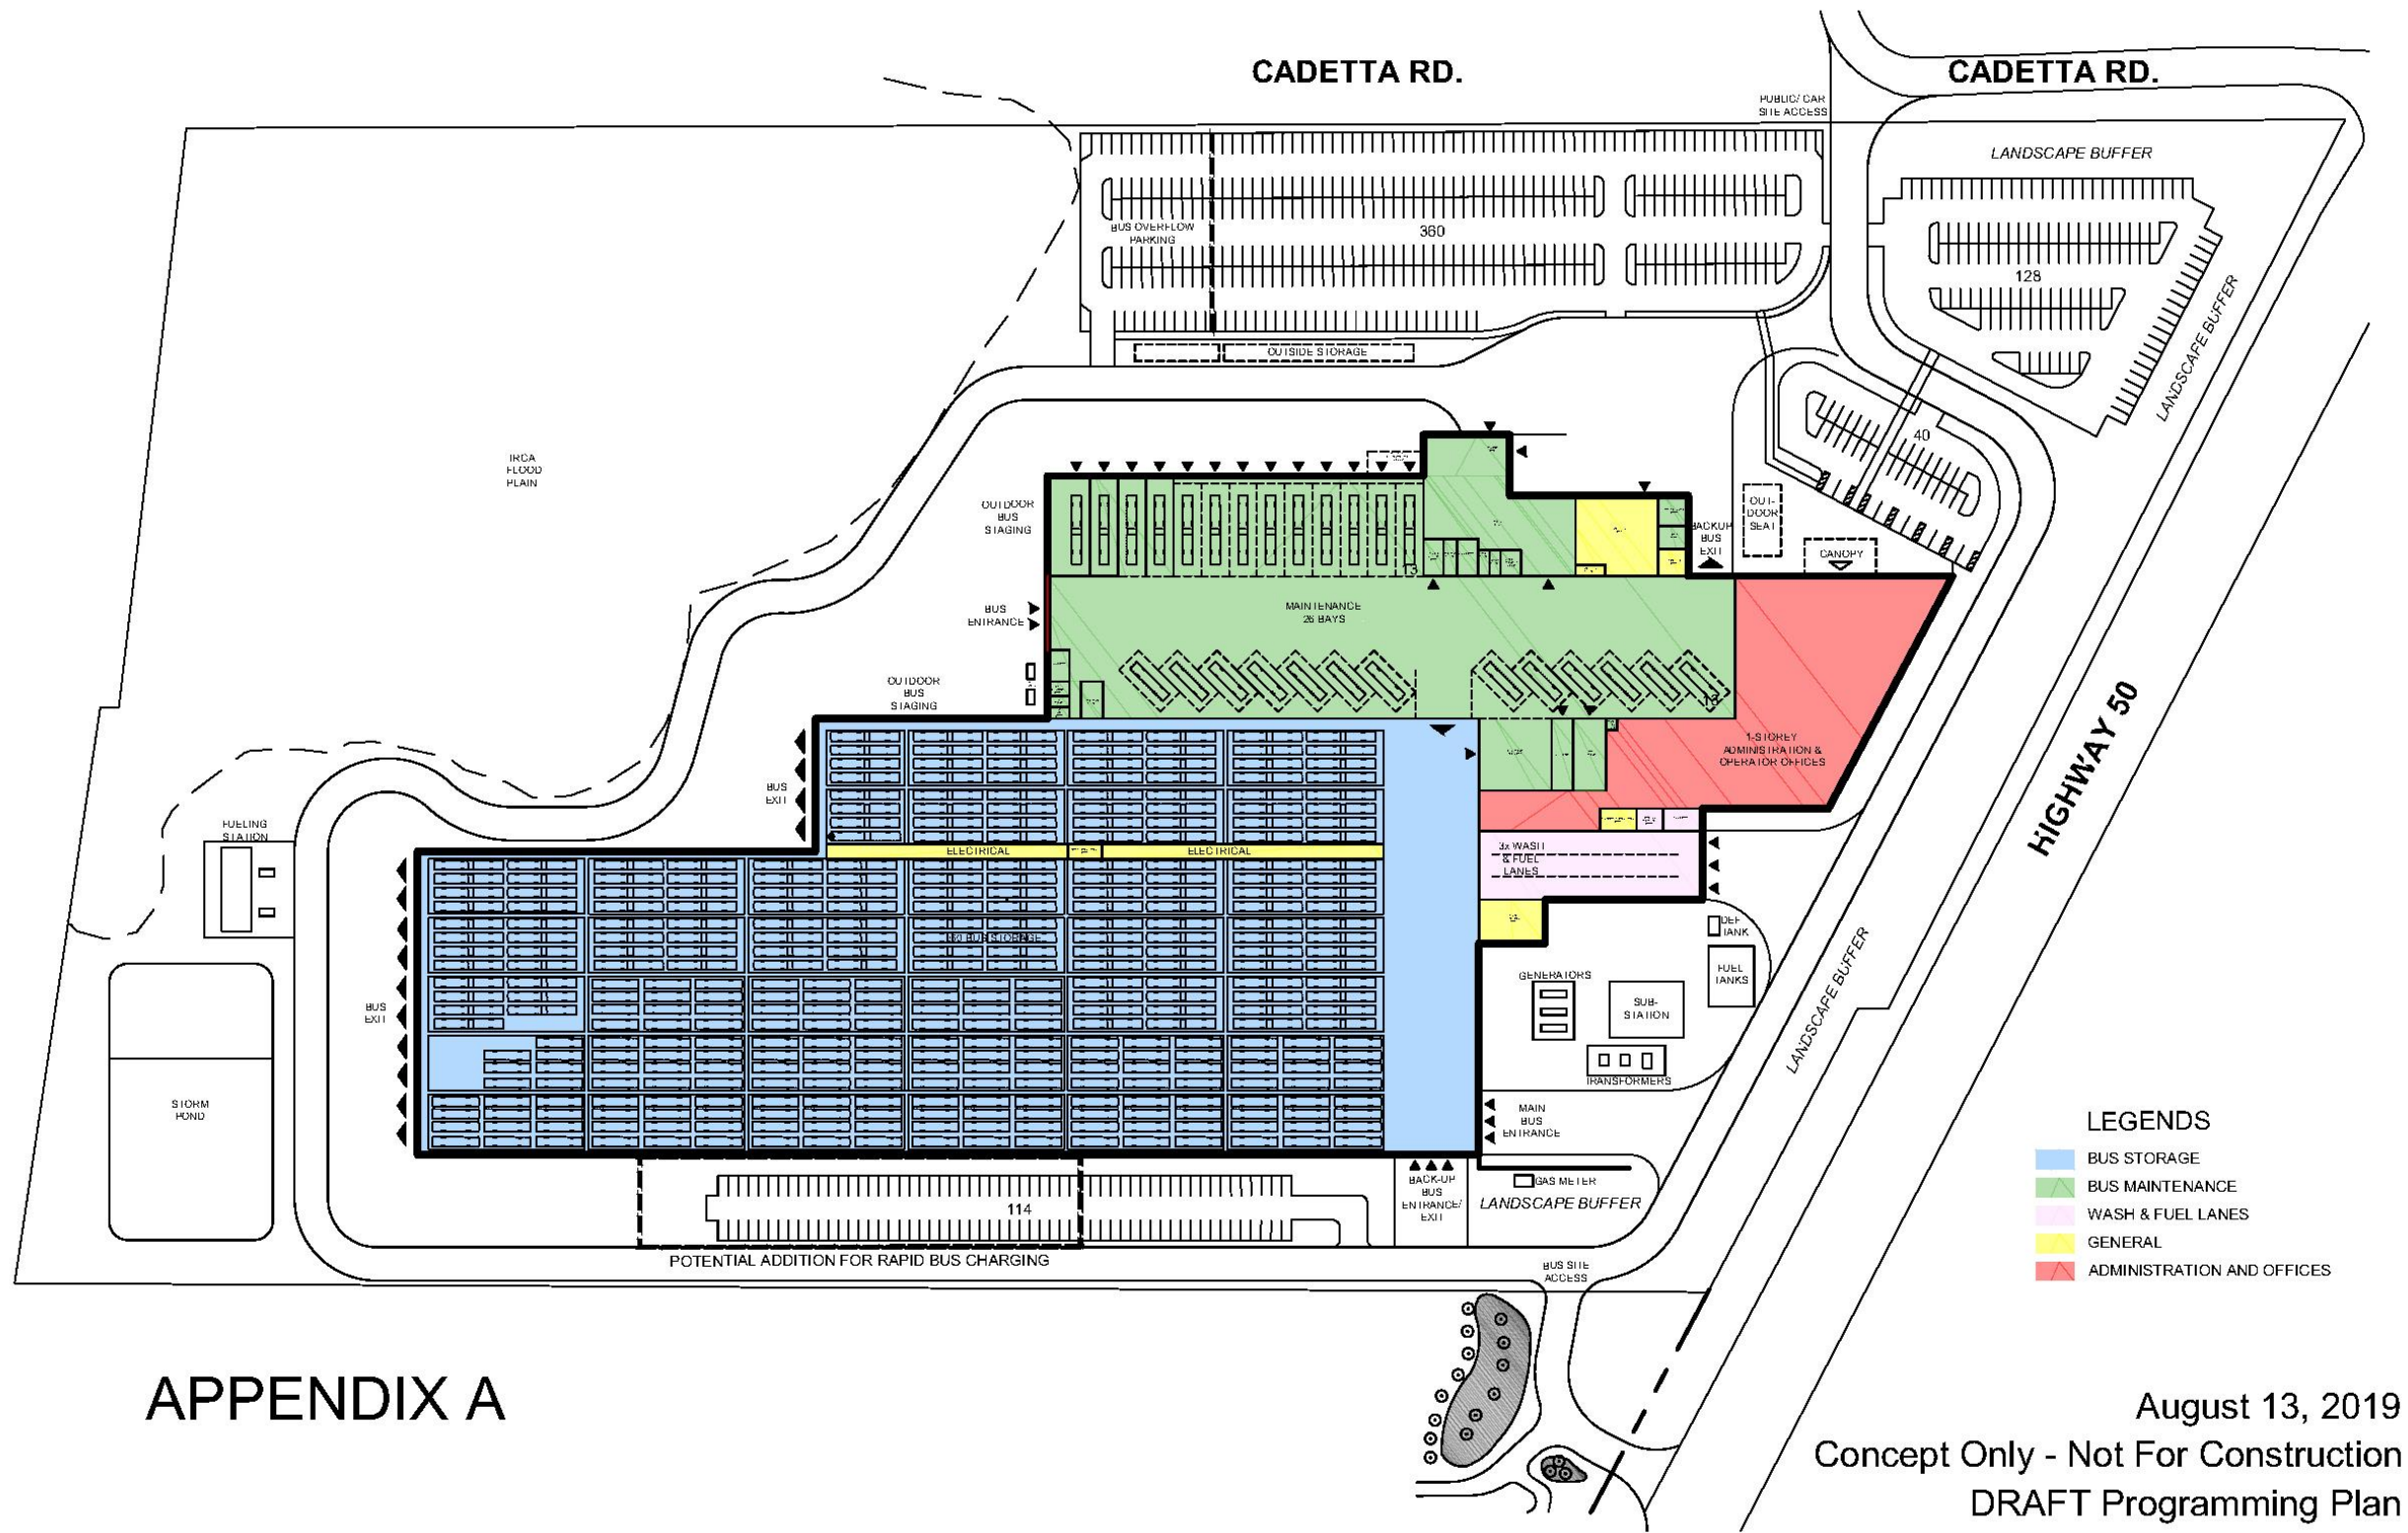 CADETTA RD.
CADETTA RD.
PUBLIC/ CAR
SITE ACCESS
LANDSCAPE BUFFER
BUS OVERFLOW
PARKING
360
128
LANDSCAPE BUFFER
OUTSIDE STORAGE
40
TRCA
FLOOD
PLAIN
OUTDOOR
BUS
STAGING
OUT-
DOOR
SEAT
BACKUP
BUS
EXIT
CANOPY
13
BUS
ENTRANCE
MAINTENANCE
26 BAYS
OUTDOOR
BUS
STAGING
13
HIGHWAY 50
1-STOREY
ADMINISTRATION &
OPERATOR OFFICES
BUS
EXIT
FUELING
STATION
ELECTRICAL
ELECTRICAL
3x WASH
& FUEL
LANES
DEF
TANK
BUS STORAGE
GENERATORS
FUEL
TANKS
SUB-
STATION
LANDSCAPE BUFFER
BUS
EXIT
TRANSFORMERS
STORM
POND
MAIN
BUS
ENTRANCE
LEGENDS
BUS STORAGE
BUS MAINTENANCE
WASH & FUEL LANES
GENERAL
ADMINISTRATION AND OFFICES
BACK-UP
BUS
ENTRANCE/
EXIT
GAS METER
LANDSCAPE BUFFER
114
POTENTIAL ADDITION FOR RAPID BUS CHARGING
BUS SITE
ACCESS
APPENDIX A
August 13, 2019
Concept Only - Not For Construction
DRAFT Programming Plan